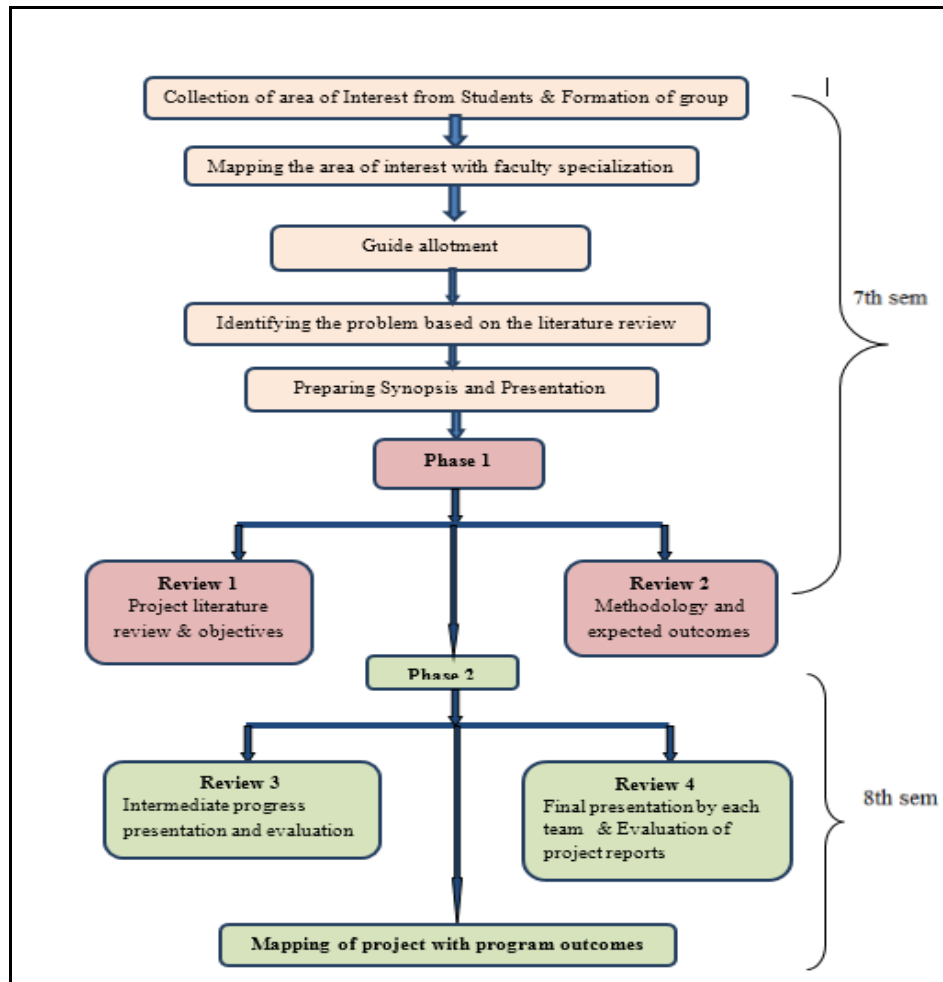 Collection of area of Interest from Students & Formation of group
Mapping the area of interest with faculty specialization
Guide allotment
7th sem
Identifying the problem based on the literature review
Preparing Synopsis and Presentation
Phase 1
Review 1
Project literature
review & objectives
Review 2
Methodology and
expected outcomes
Phase 2
Review 3
Intermediate progress
presentation and evaluation
Review 4
Final presentation by each
team & Evaluation of
project reports
8th sem
Mapping of project with program outcomes